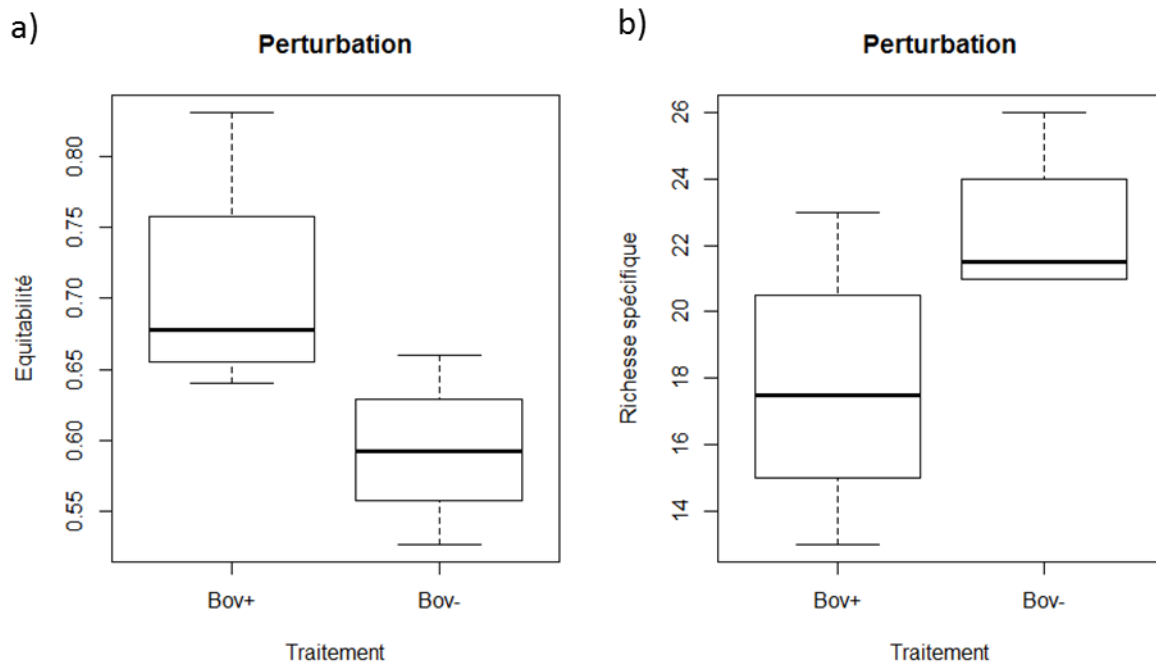 a)
Perturbation
Equitabilité
0.80
0.75
0.70
0.65
0.60
0.55
Bov+
Bov-
Traitement
b)
Perturbation
Richesse spécifique
26
24
22
20
18
16
14
Bov+
Bov-
Traitement